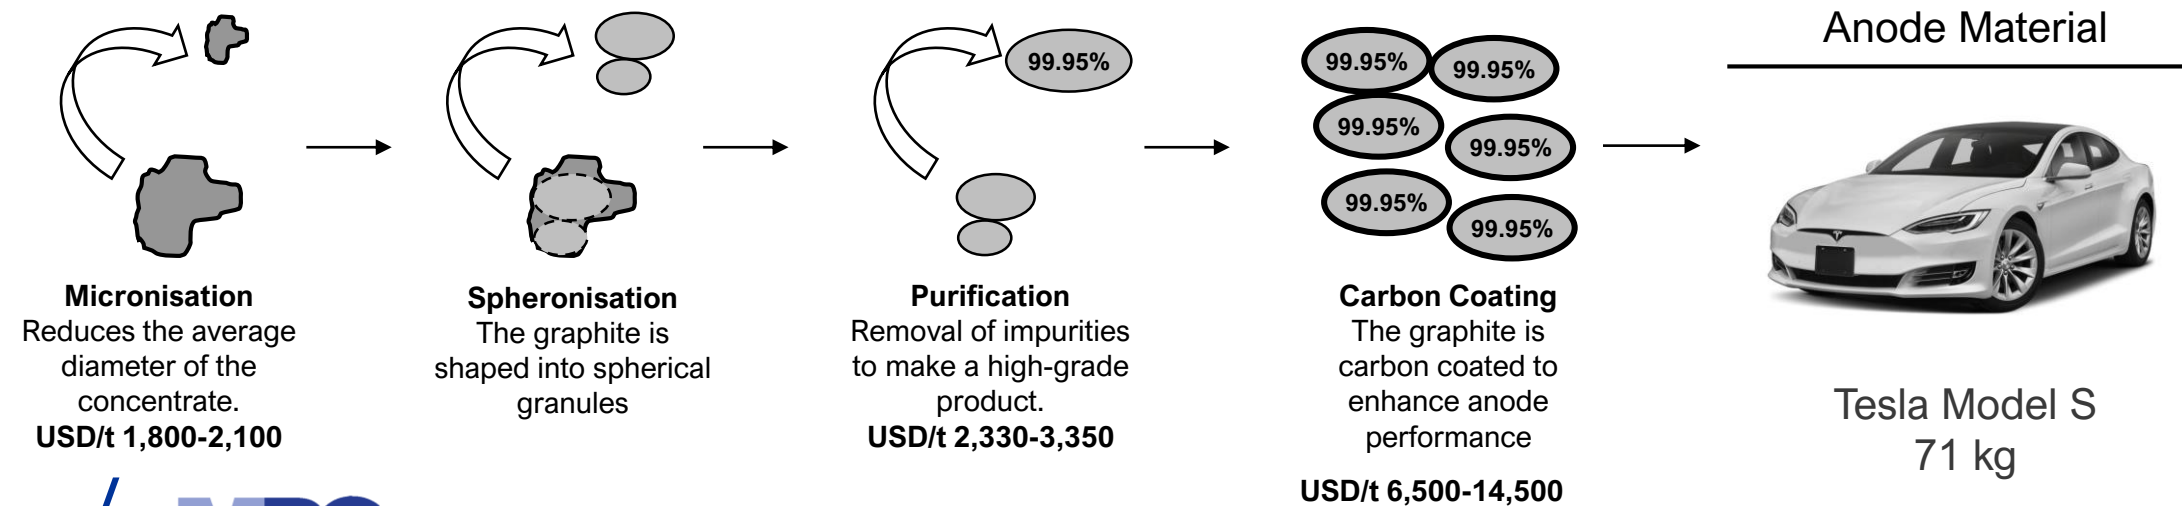 99.95%
99.95%
99.95%
99.95%
99.95%
99.95%
99.95%
Micronisation
Reduces the average
diameter of the
concentrate.
USD/t 1,800-2,100
Spheronisation
The graphite is
shaped into spherical
granules
Purification
Removal of impurities
to make a high-grade
product.
USD/t 2,330-3,350
Carbon Coating
The graphite is
carbon coated to
enhance anode
performance
USD/t 6,500-14,500
Anode Material
Tesla Model S
71 kg